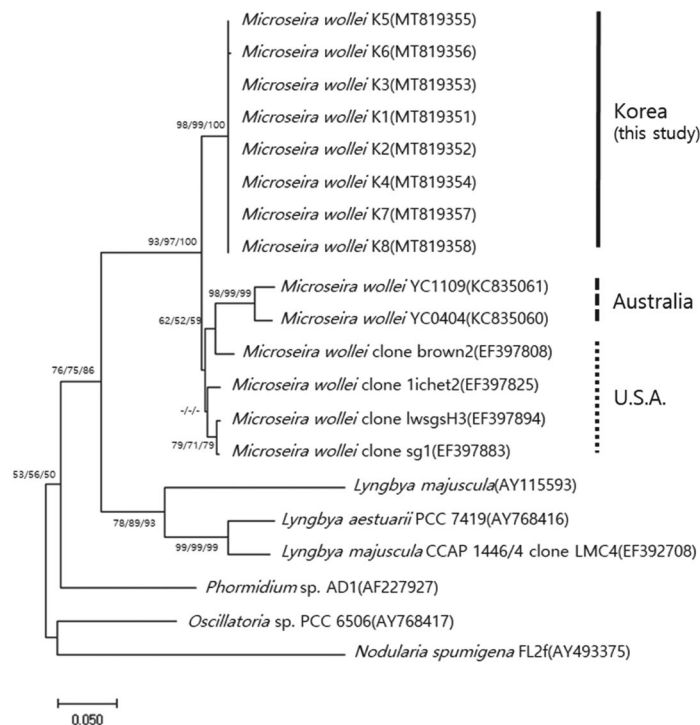 Microseira wollei K5(MT819355)
Microseira wollei K6(MT819356)
Microseira wollei K3(MT819353)
Microseira wollei K1(MT819351)
Microseira wollei K2(MT819352)
Microseira wollei K4(MT819354)
Microseira wollei K7(MT819357)
Microseira wollei K8(MT819358)
Korea
(this study)
98/99/100
93/97/100
Microseira wollei YC1109(KC835061)
Microseira wollei YC0404(KC835060)
Australia
98/99/99
62/52/59
Microseira wollei clone brown2(EF397808)
Microseira wollei clone 1ichet2(EF397825)
Microseira wollei clone lwsgsH3(EF397894)
Microseira wollei clone sg1(EF397883)
U.S.A.
76/75/86
-/-/-
79/71/79
53/56/50
Lyngbya majuscula(AY115593)
Lyngbya aestuarii PCC 7419(AY768416)
Lyngbya majuscula CCAP 1446/4 clone LMC4(EF392708)
78/89/93
99/99/99
Phormidium sp. AD1(AF227927)
Oscillatoria sp. PCC 6506(AY768417)
Nodularia spumigena FL2f(AY493375)
0.050